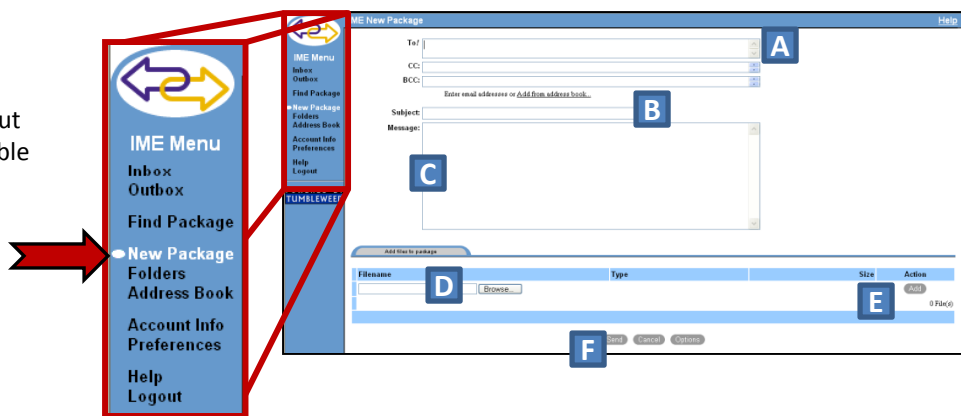 ut
ble
IME Menu
Inbox
Outbox
Find Package
New Package
Folders
Address Book
Account Info
Preferences
Help
Logout
IME Menu
Inbox
Outbox
Find Package
New Package
Folders
Address Book
Account Info
Preferences
Help
Logout
TUMBLEWEE
ME New Package Help
To: A
CC:
BCC:
Enter email addresses or Add from address book...
B
Subject:
Message:
C
Add files to package
Filename Type Size Action
D Browse... E Add
0 File(s)
F end Cancel Options